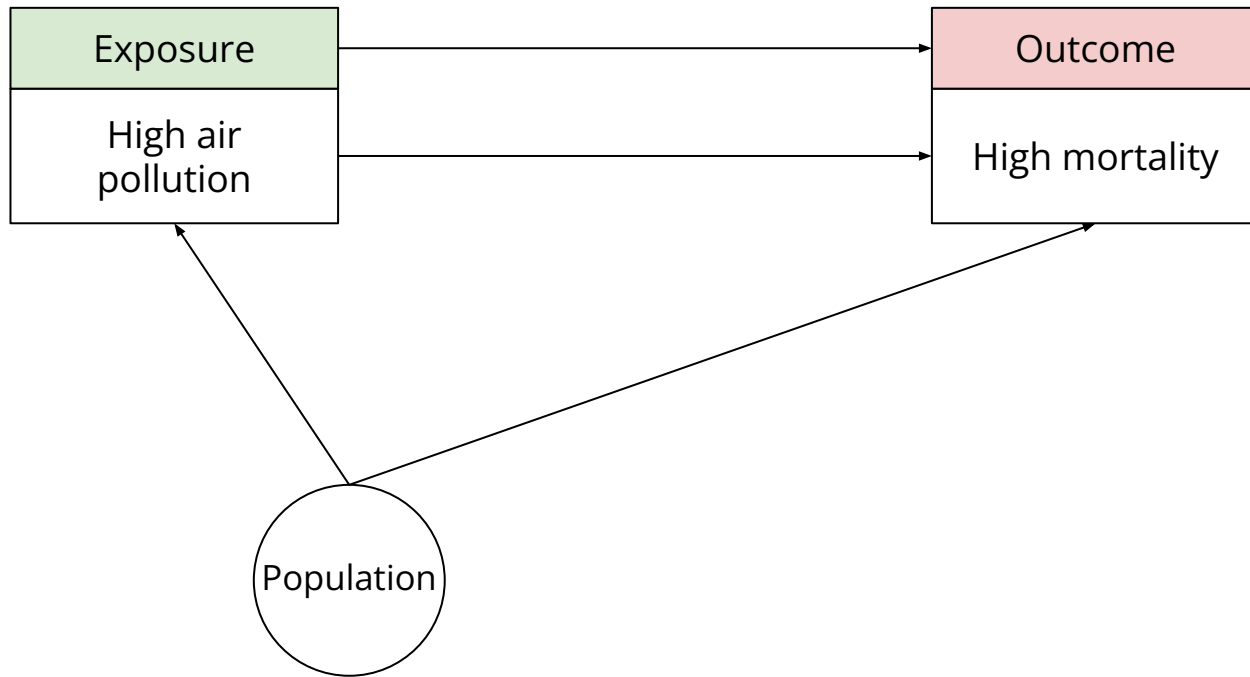 Exposure
Outcome
High air
pollution
High mortality
Population